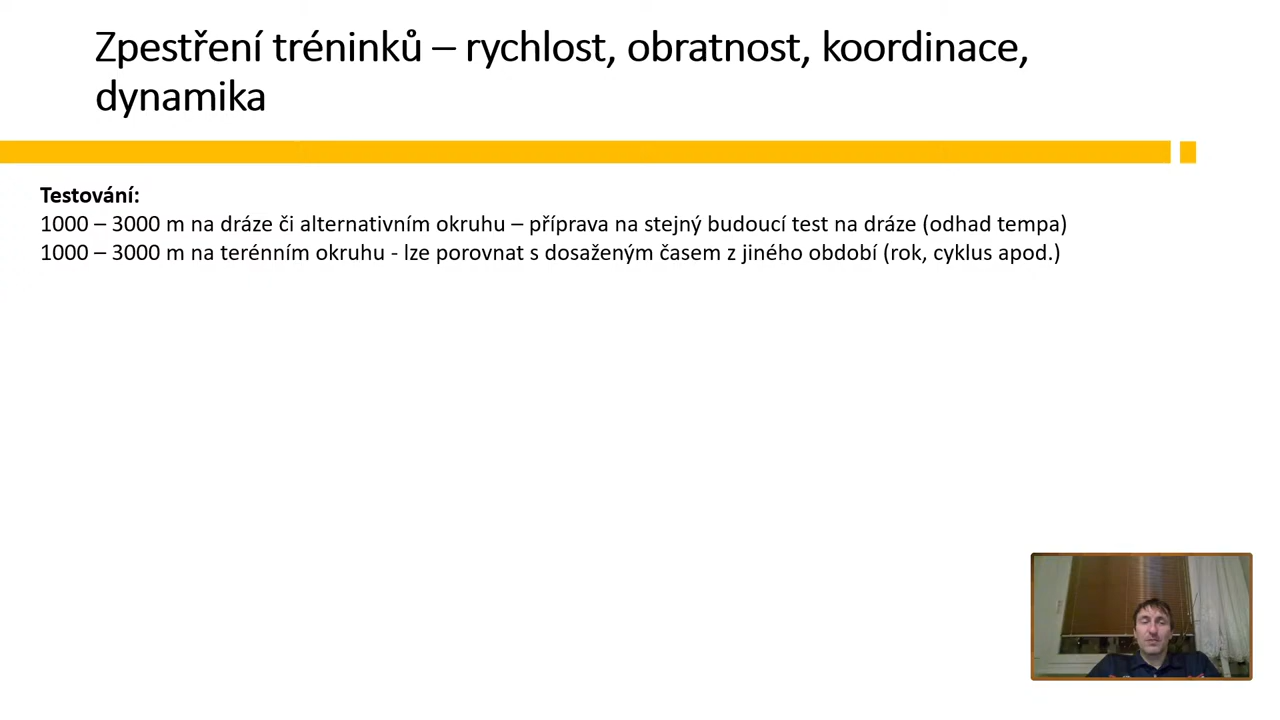 Zpestření tréninků – rychlost, obratnost, koordinace,
dynamika
Testování:
1000 – 3000 m na dráze či alternativním okruhu – příprava na stejný budoucí test na dráze (odhad tempa)
1000 – 3000 m na terénním okruhu - lze porovnat s dosaženým časem z jiného období (rok, cyklus apod.)